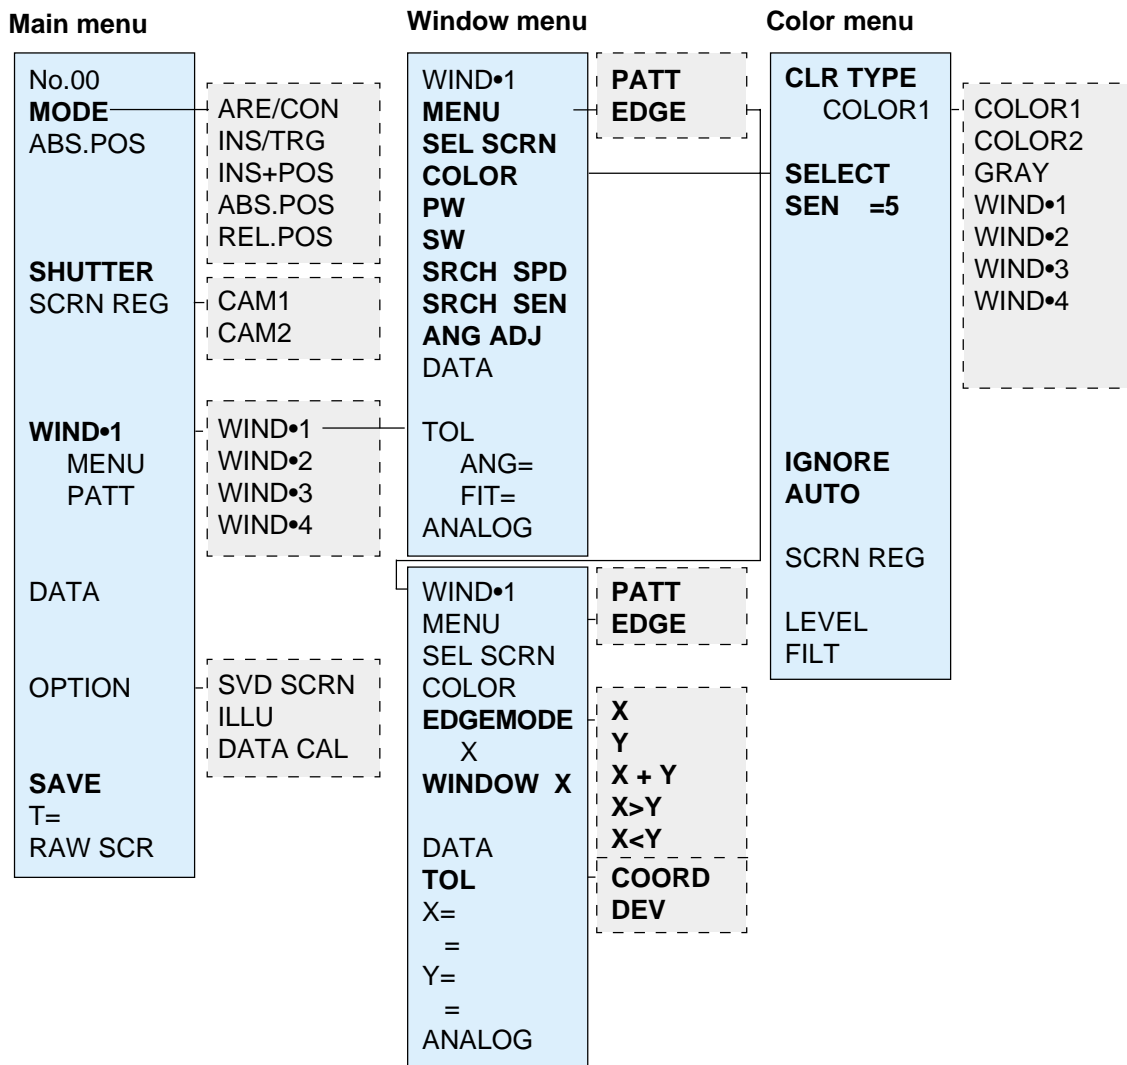 Main menu
No.00
MODE
ABS.POS
SHUTTER
SCRN REG
WIND•1
MENU
PATT
DATA
OPTION
SAVE
T=
RAW SCR
ARE/CON
INS/TRG
INS+POS
ABS.POS
REL.POS
CAM1
CAM2
WIND•1
WIND•2
WIND•3
WIND•4
SVD SCRN
ILLU
DATA CAL
Window menu
WIND•1
MENU
SEL SCRN
COLOR
PW
SW
SRCH SPD
SRCH SEN
ANG ADJ
DATA
TOL
ANG=
FIT=
ANALOG
PATT
EDGE
WIND•1
MENU
SEL SCRN
COLOR
EDGEMODE
X
WINDOW X
DATA
TOL
X=
=
Y=
=
ANALOG
PATT
EDGE
X
Y
X + Y
X>Y
X<Y
COORD
DEV
Color menu
CLR TYPE
COLOR1
SELECT
SEN =5
IGNORE
AUTO
SCRN REG
LEVEL
FILT
COLOR1
COLOR2
GRAY
WIND•1
WIND•2
WIND•3
WIND•4